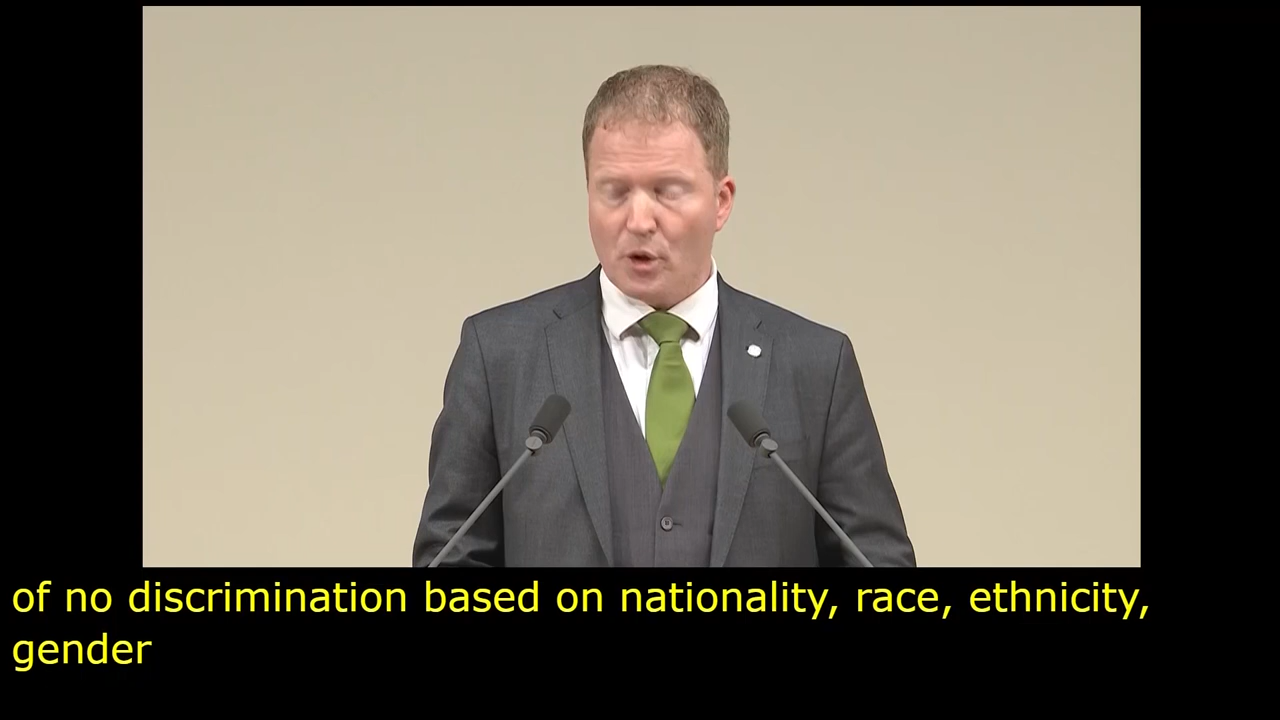 of no discrimination based on nationality, race, ethnicity,
gender